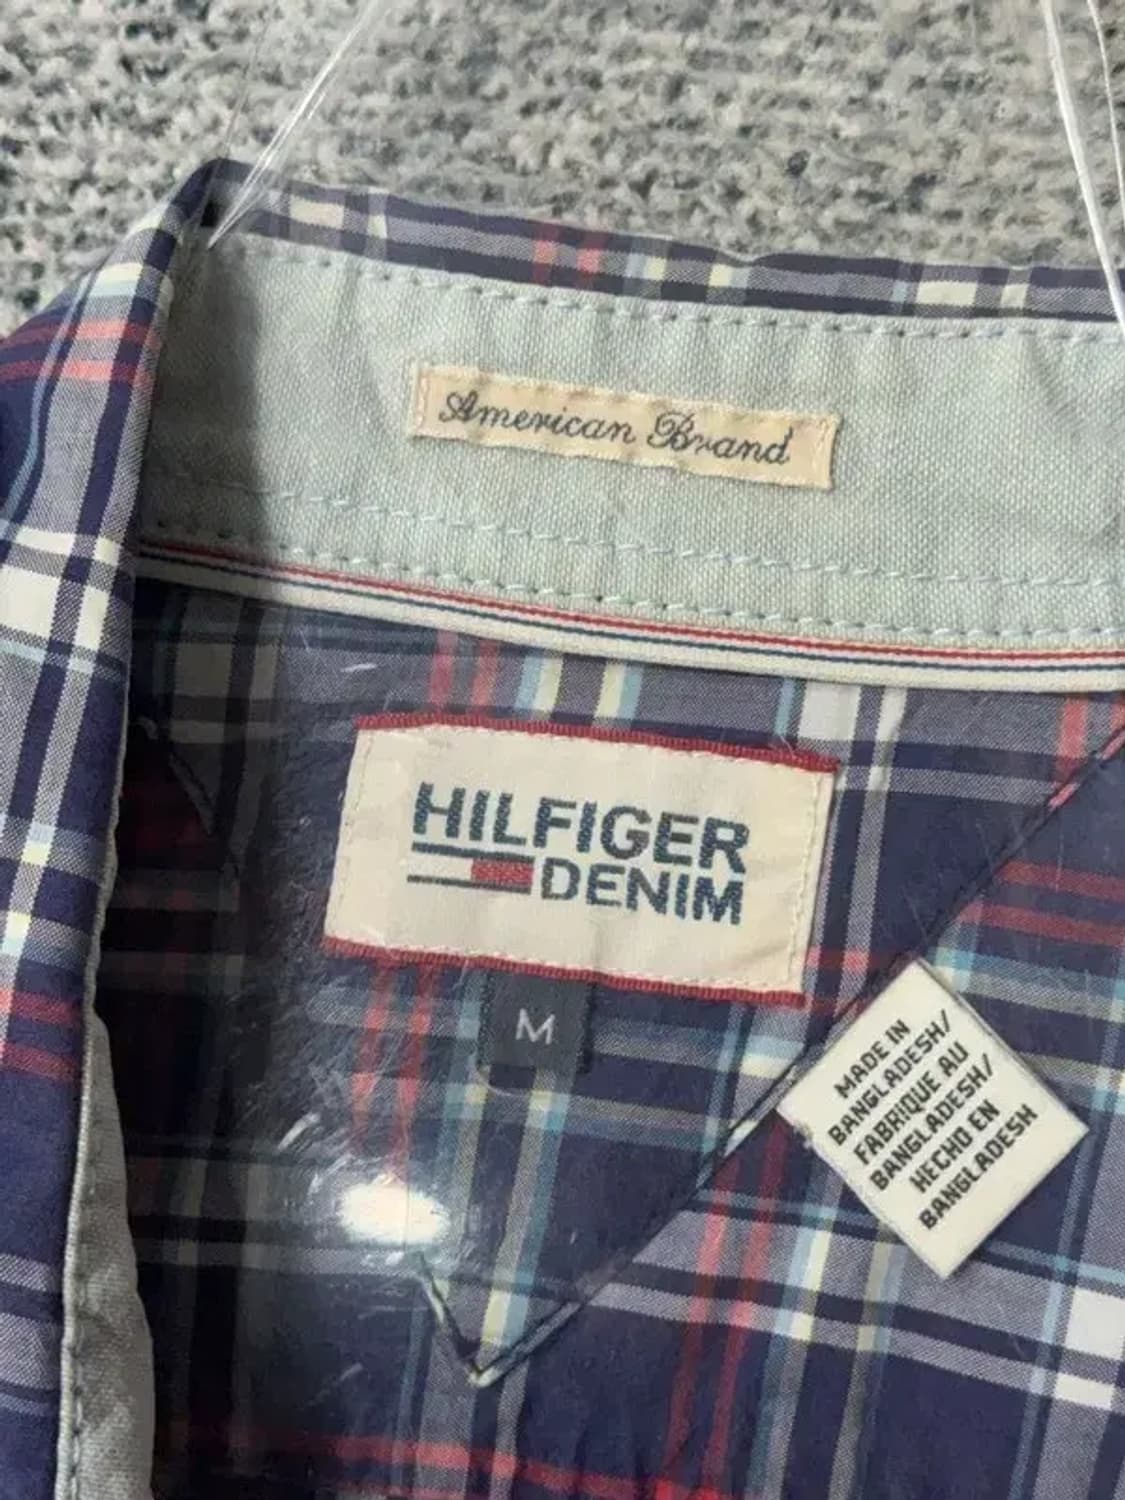 American Brand
HILFIGER
DENIM
M
MADE IN
BANGLADESH/
FABRIQUE AU
BANGLADESH/
HECHO EN
BANGLADESH